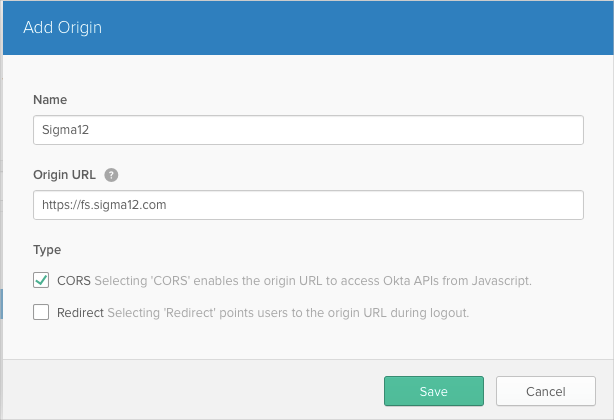 Add Origin
Name
Sigma12
Origin URL ?
https://fs.sigma12.com
Type
CORS Selecting 'CORS' enables the origin URL to access Okta APIs from Javascript.
Redirect Selecting 'Redirect' points users to the origin URL during logout.
Save Cancel